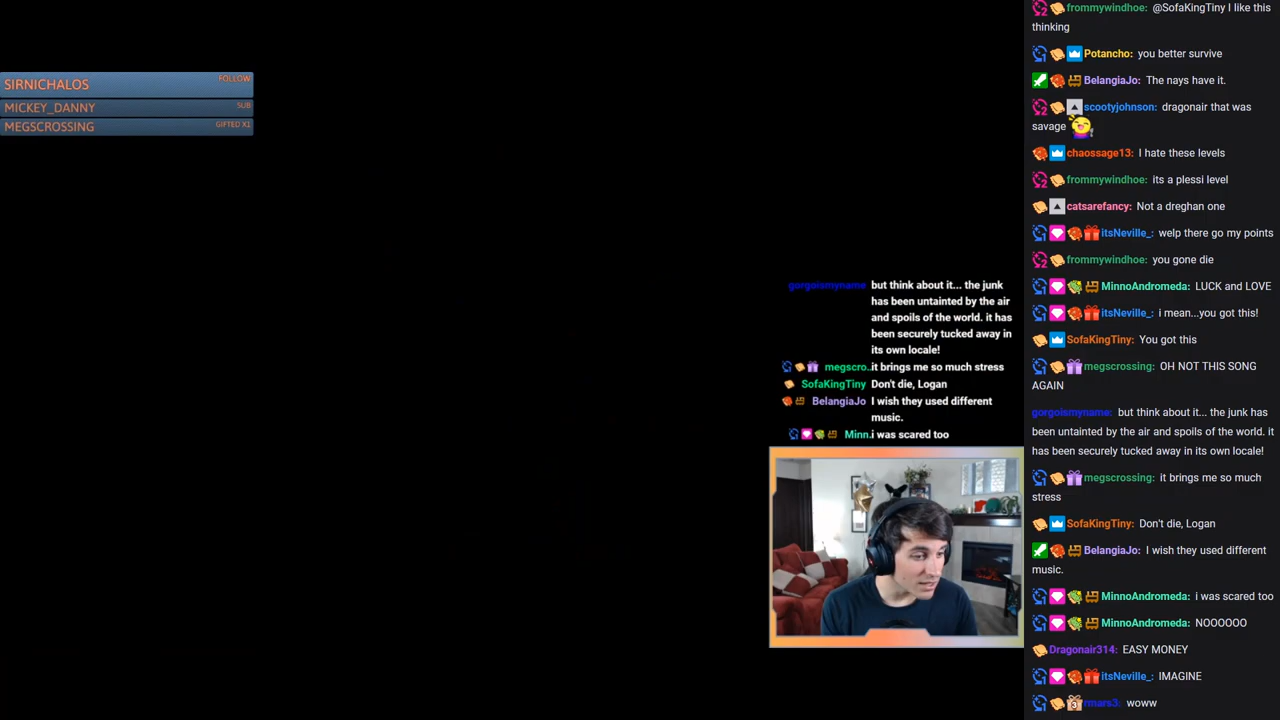 SIRNICHALOS FOLLOW
MICKEY_DANNY SUB
MEGSCROSSING GIFTED X1
gorgoismyname but think about it... the junk
has been untainted by the air
and spoils of the world. it has
been securely tucked away in
its own locale!
megscro.. it brings me so much stress
SofaKingTiny Don't die, Logan
BelangiaJo I wish they used different
music.
Minn.. i was scared too
frommywindhoe: @SofaKingTiny I like this
thinking
Potancho: you better survive
BelangiaJo: The nays have it.
scootyjohnson: dragonair that was
savage
chaossage13: I hate these levels
frommywindhoe: its a plessi level
catsarefancy: Not a dreghan one
itsNeville_: welp there go my points
frommywindhoe: you gone die
MinnoAndromeda: LUCK and LOVE
itsNeville_: i mean...you got this!
SofaKingTiny: You got this
megscrossing: OH NOT THIS SONG
AGAIN
gorgoismyname: but think about it... the junk has
been untainted by the air and spoils of the world. it
has been securely tucked away in its own locale!
megscrossing: it brings me so much
stress
SofaKingTiny: Don't die, Logan
BelangiaJo: I wish they used different
music.
MinnoAndromeda: i was scared too
MinnoAndromeda: NOOOOOO
Dragonair314: EASY MONEY
itsNeville_: IMAGINE
3 rmars3: woww